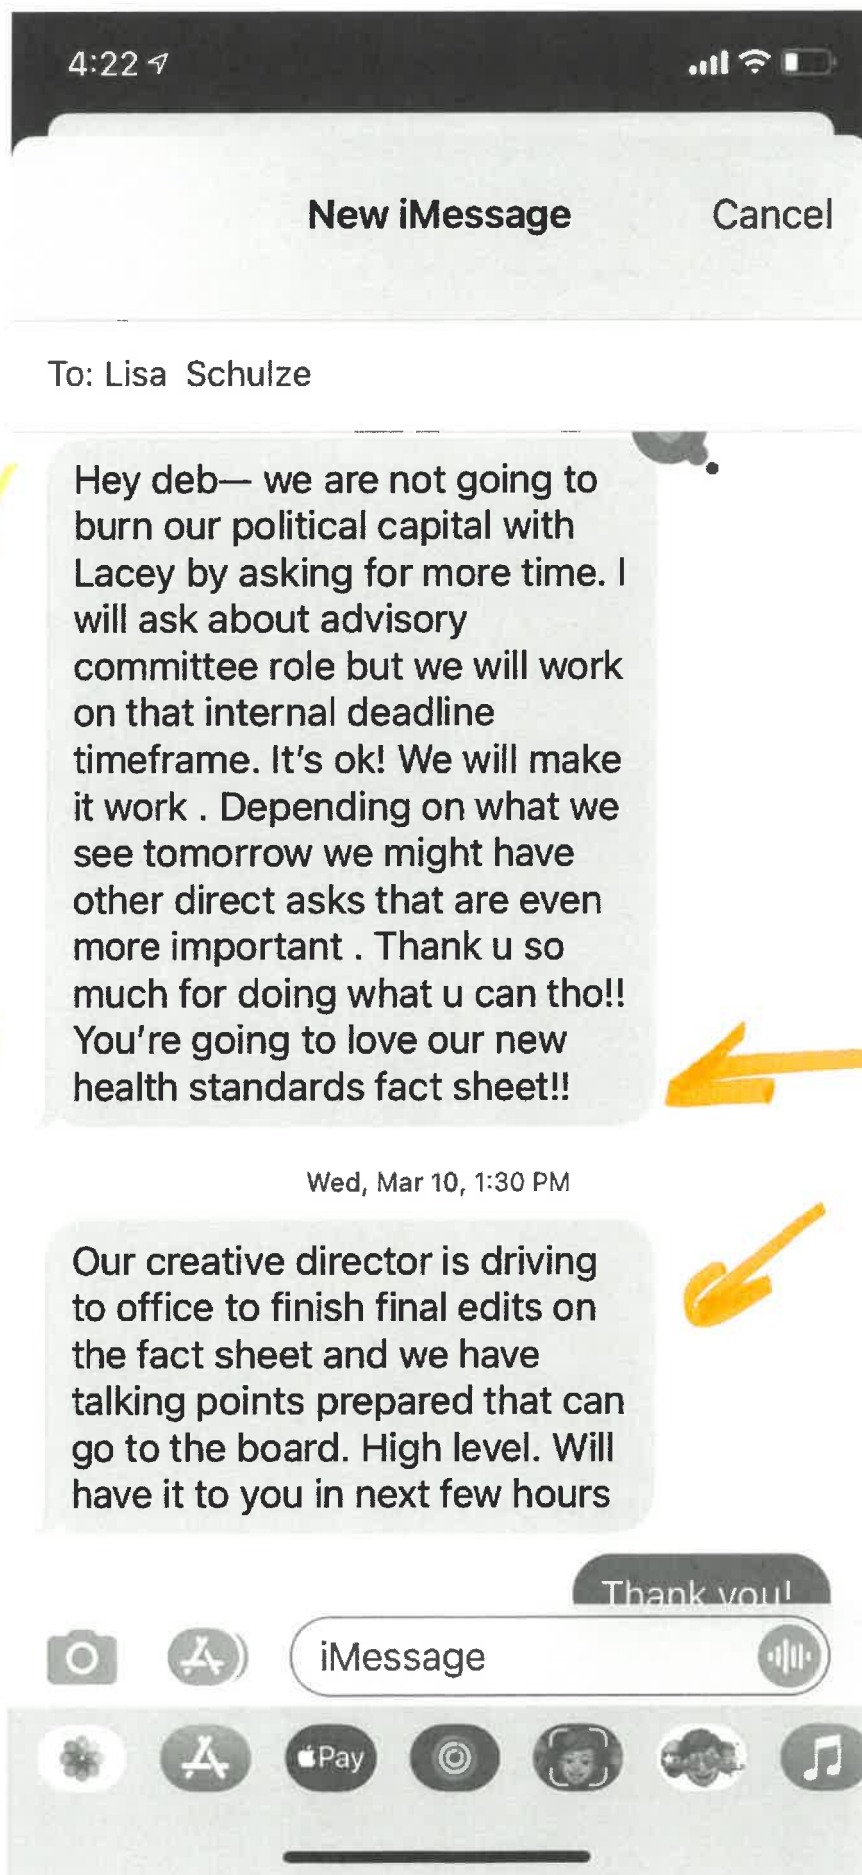 4:22
New iMessage Cancel
To: Lisa Schulze
Hey deb— we are not going to
burn our political capital with
Lacey by asking for more time. I
will ask about advisory
committee role but we will work
on that internal deadline
timeframe. It's ok! We will make
it work . Depending on what we
see tomorrow we might have
other direct asks that are even
more important . Thank u so
much for doing what u can tho!!
You're going to love our new
health standards fact sheet!!
Wed, Mar 10, 1:30 PM
Our creative director is driving
to office to finish final edits on
the fact sheet and we have
talking points prepared that can
go to the board. High level. Will
have it to you in next few hours
Thank you!
iMessage
Pay